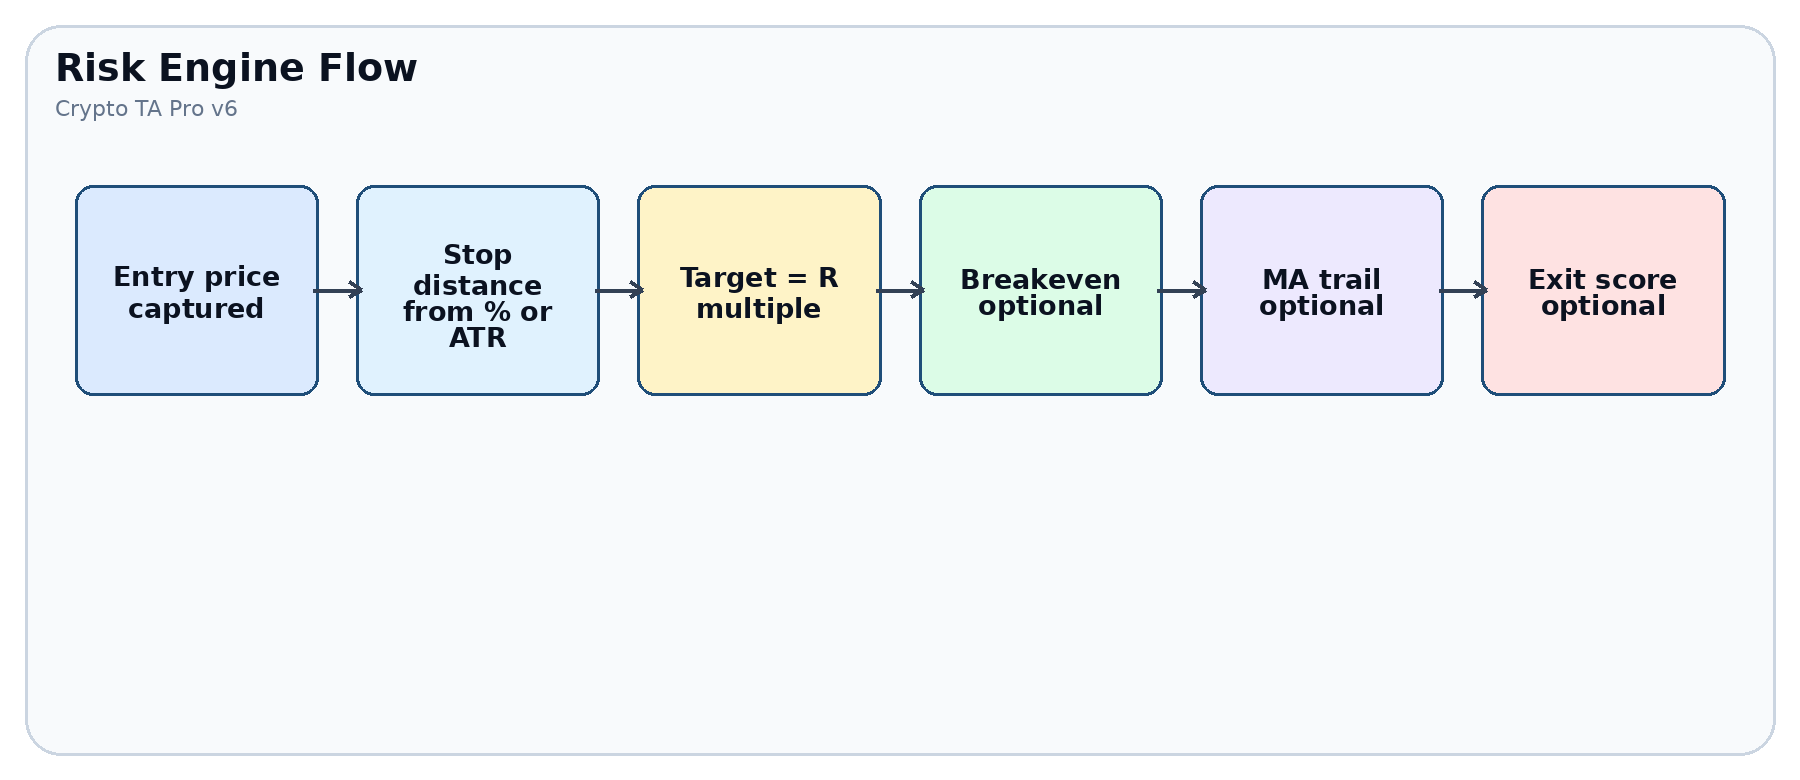 Risk Engine Flow
Crypto TA Pro v6
Entry price
captured
Stop
distance
from % or
ATR
Target = R
multiple
Breakeven
optional
MA trail
optional
Exit score
optional